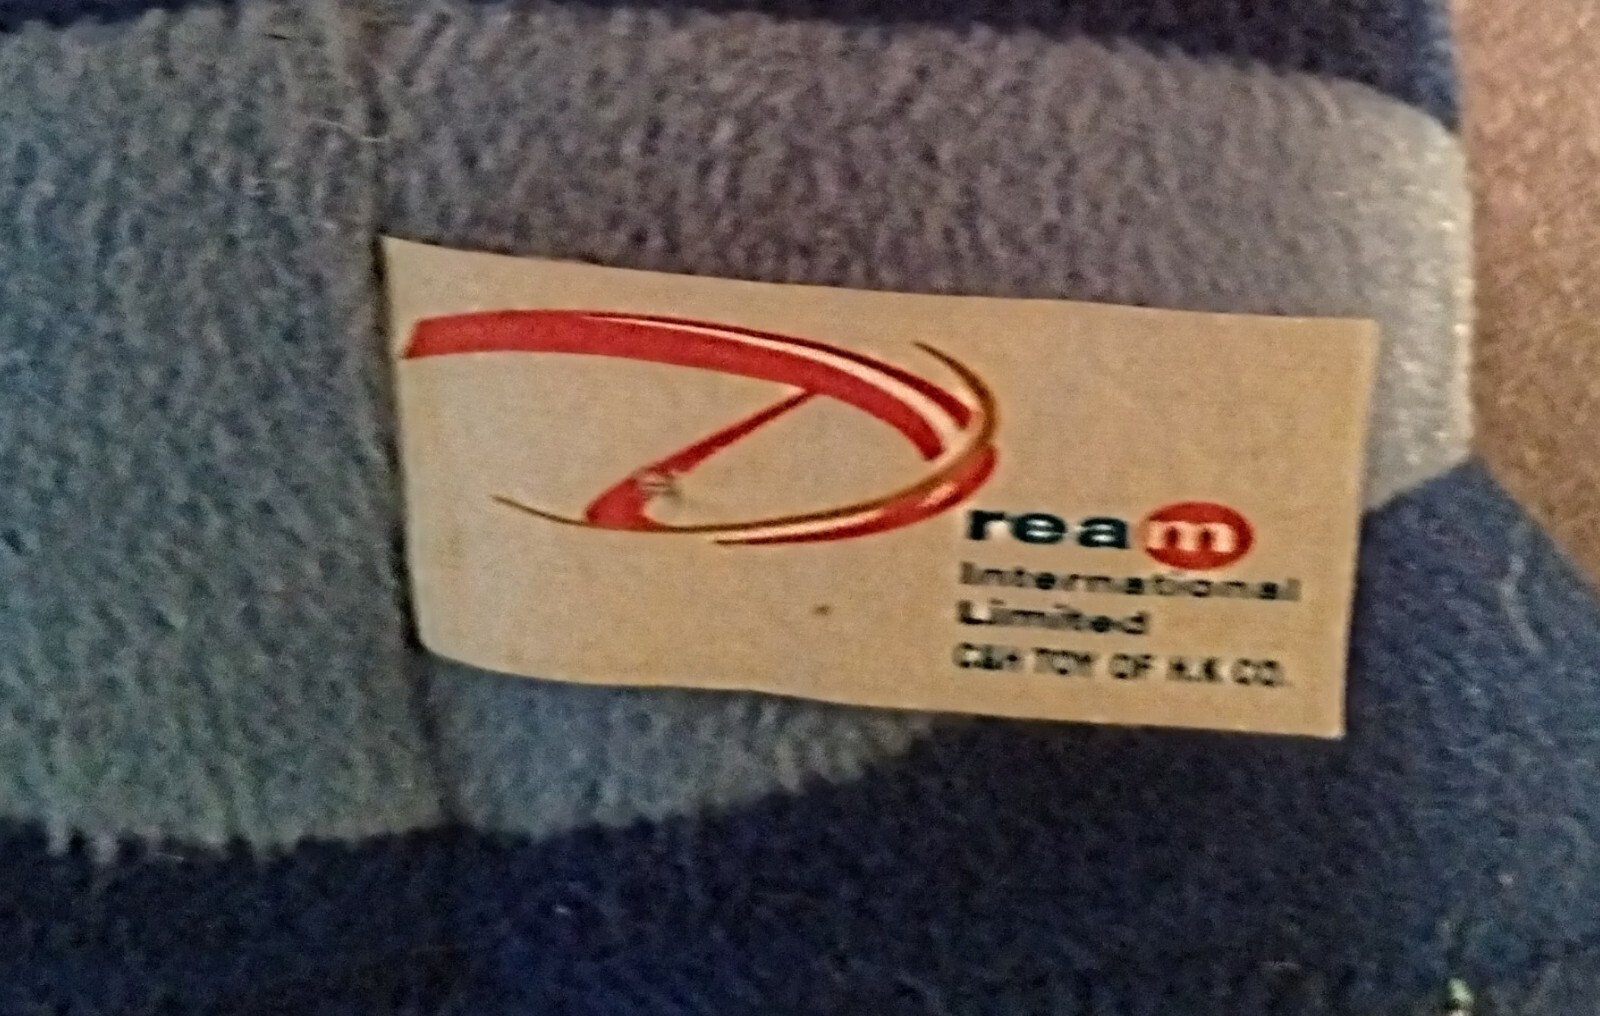 Dream
International
Limited
C&H TOY OF H.K CO.